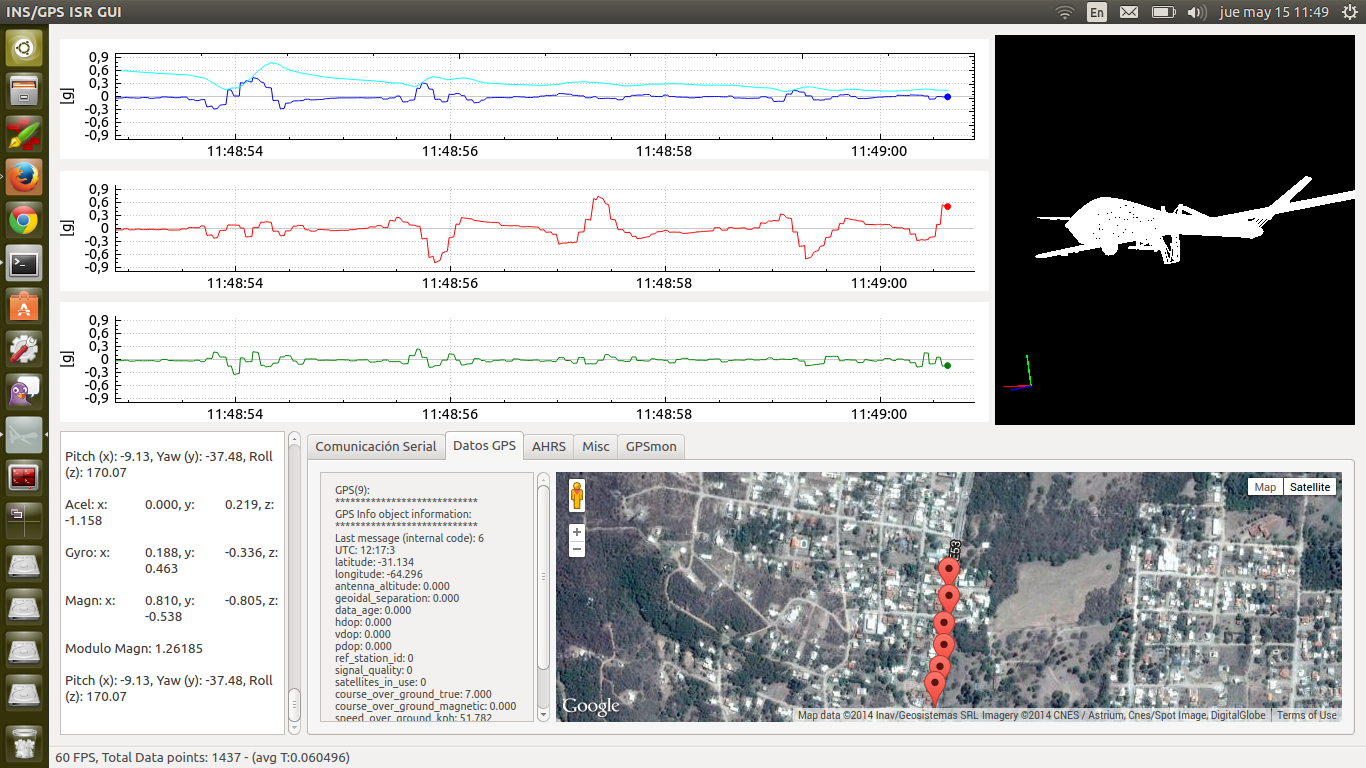 INS/GPS ISR GUI
En
jue may 15 11:49
0,9
0,6
0,3
0
-0,3
-0,6
-0,9
[g]
11:48:54 11:48:56 11:48:58 11:49:00
0,9
0,6
0,3
0
-0,3
-0,6
-0,9
[g]
11:48:54 11:48:56 11:48:58 11:49:00
0,9
0,6
0,3
0
-0,3
-0,6
-0,9
[g]
11:48:54 11:48:56 11:48:58 11:49:00
Pitch (x): -9.13, Yaw (y): -37.48, Roll
(z): 170.07
Acel: x: 0.000, y: 0.219, z:
-1.158
Gyro: x: 0.188, y: -0.336, z:
0.463
Magn: x: 0.810, y: -0.805, z:
-0.538
Modulo Magn: 1.26185
Pitch (x): -9.13, Yaw (y): -37.48, Roll
(z): 170.07
Comunicación Serial Datos GPS AHRS Misc GPSmon
GPS(9):
****************************
GPS Info object information:
****************************
Last message (internal code): 6
UTC: 12:17:3
latitude: -31.134
longitude: -64.296
antenna_altitude: 0.000
geoidal_separation: 0.000
data_age: 0.000
hdop: 0.000
vdop: 0.000
pdop: 0.000
ref_station_id: 0
signal_quality: 0
satellites_in_use: 0
course_over_ground_true: 7.000
course_over_ground_magnetic: 0.000
speed_over_ground_kph: 51.782
+
−
Map Satellite
E53
Google
Map data ©2014 Inav/Geosistemas SRL Imagery ©2014 CNES / Astrium, Cnes/Spot Image, DigitalGlobe Terms of Use
60 FPS, Total Data points: 1437 - (avg T:0.060496)